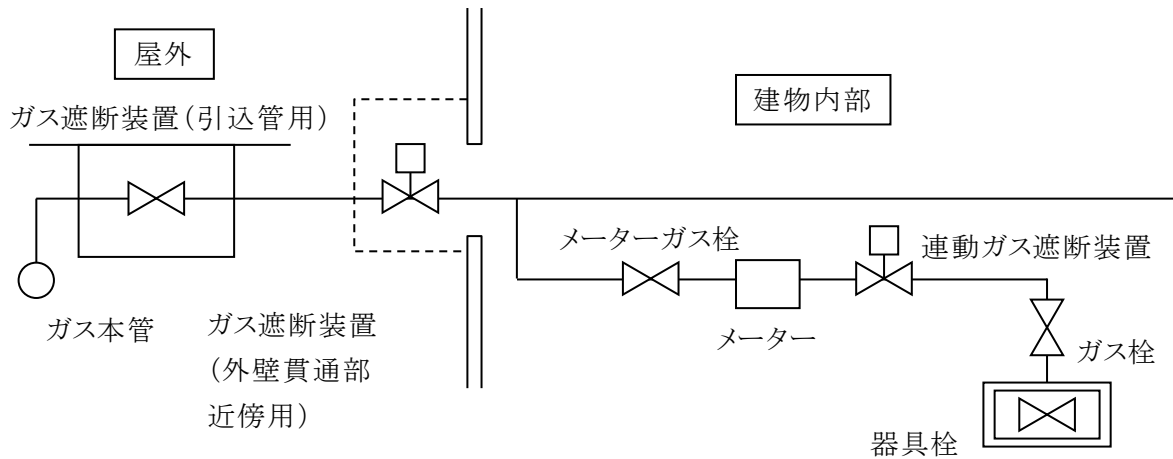 屋外
ガス遮断装置(引込管用)
建物内部
メーターガス栓
連動ガス遮断装置
ガス本管
ガス遮断装置
(外壁貫通部
近傍用)
メーター
ガス栓
器具栓